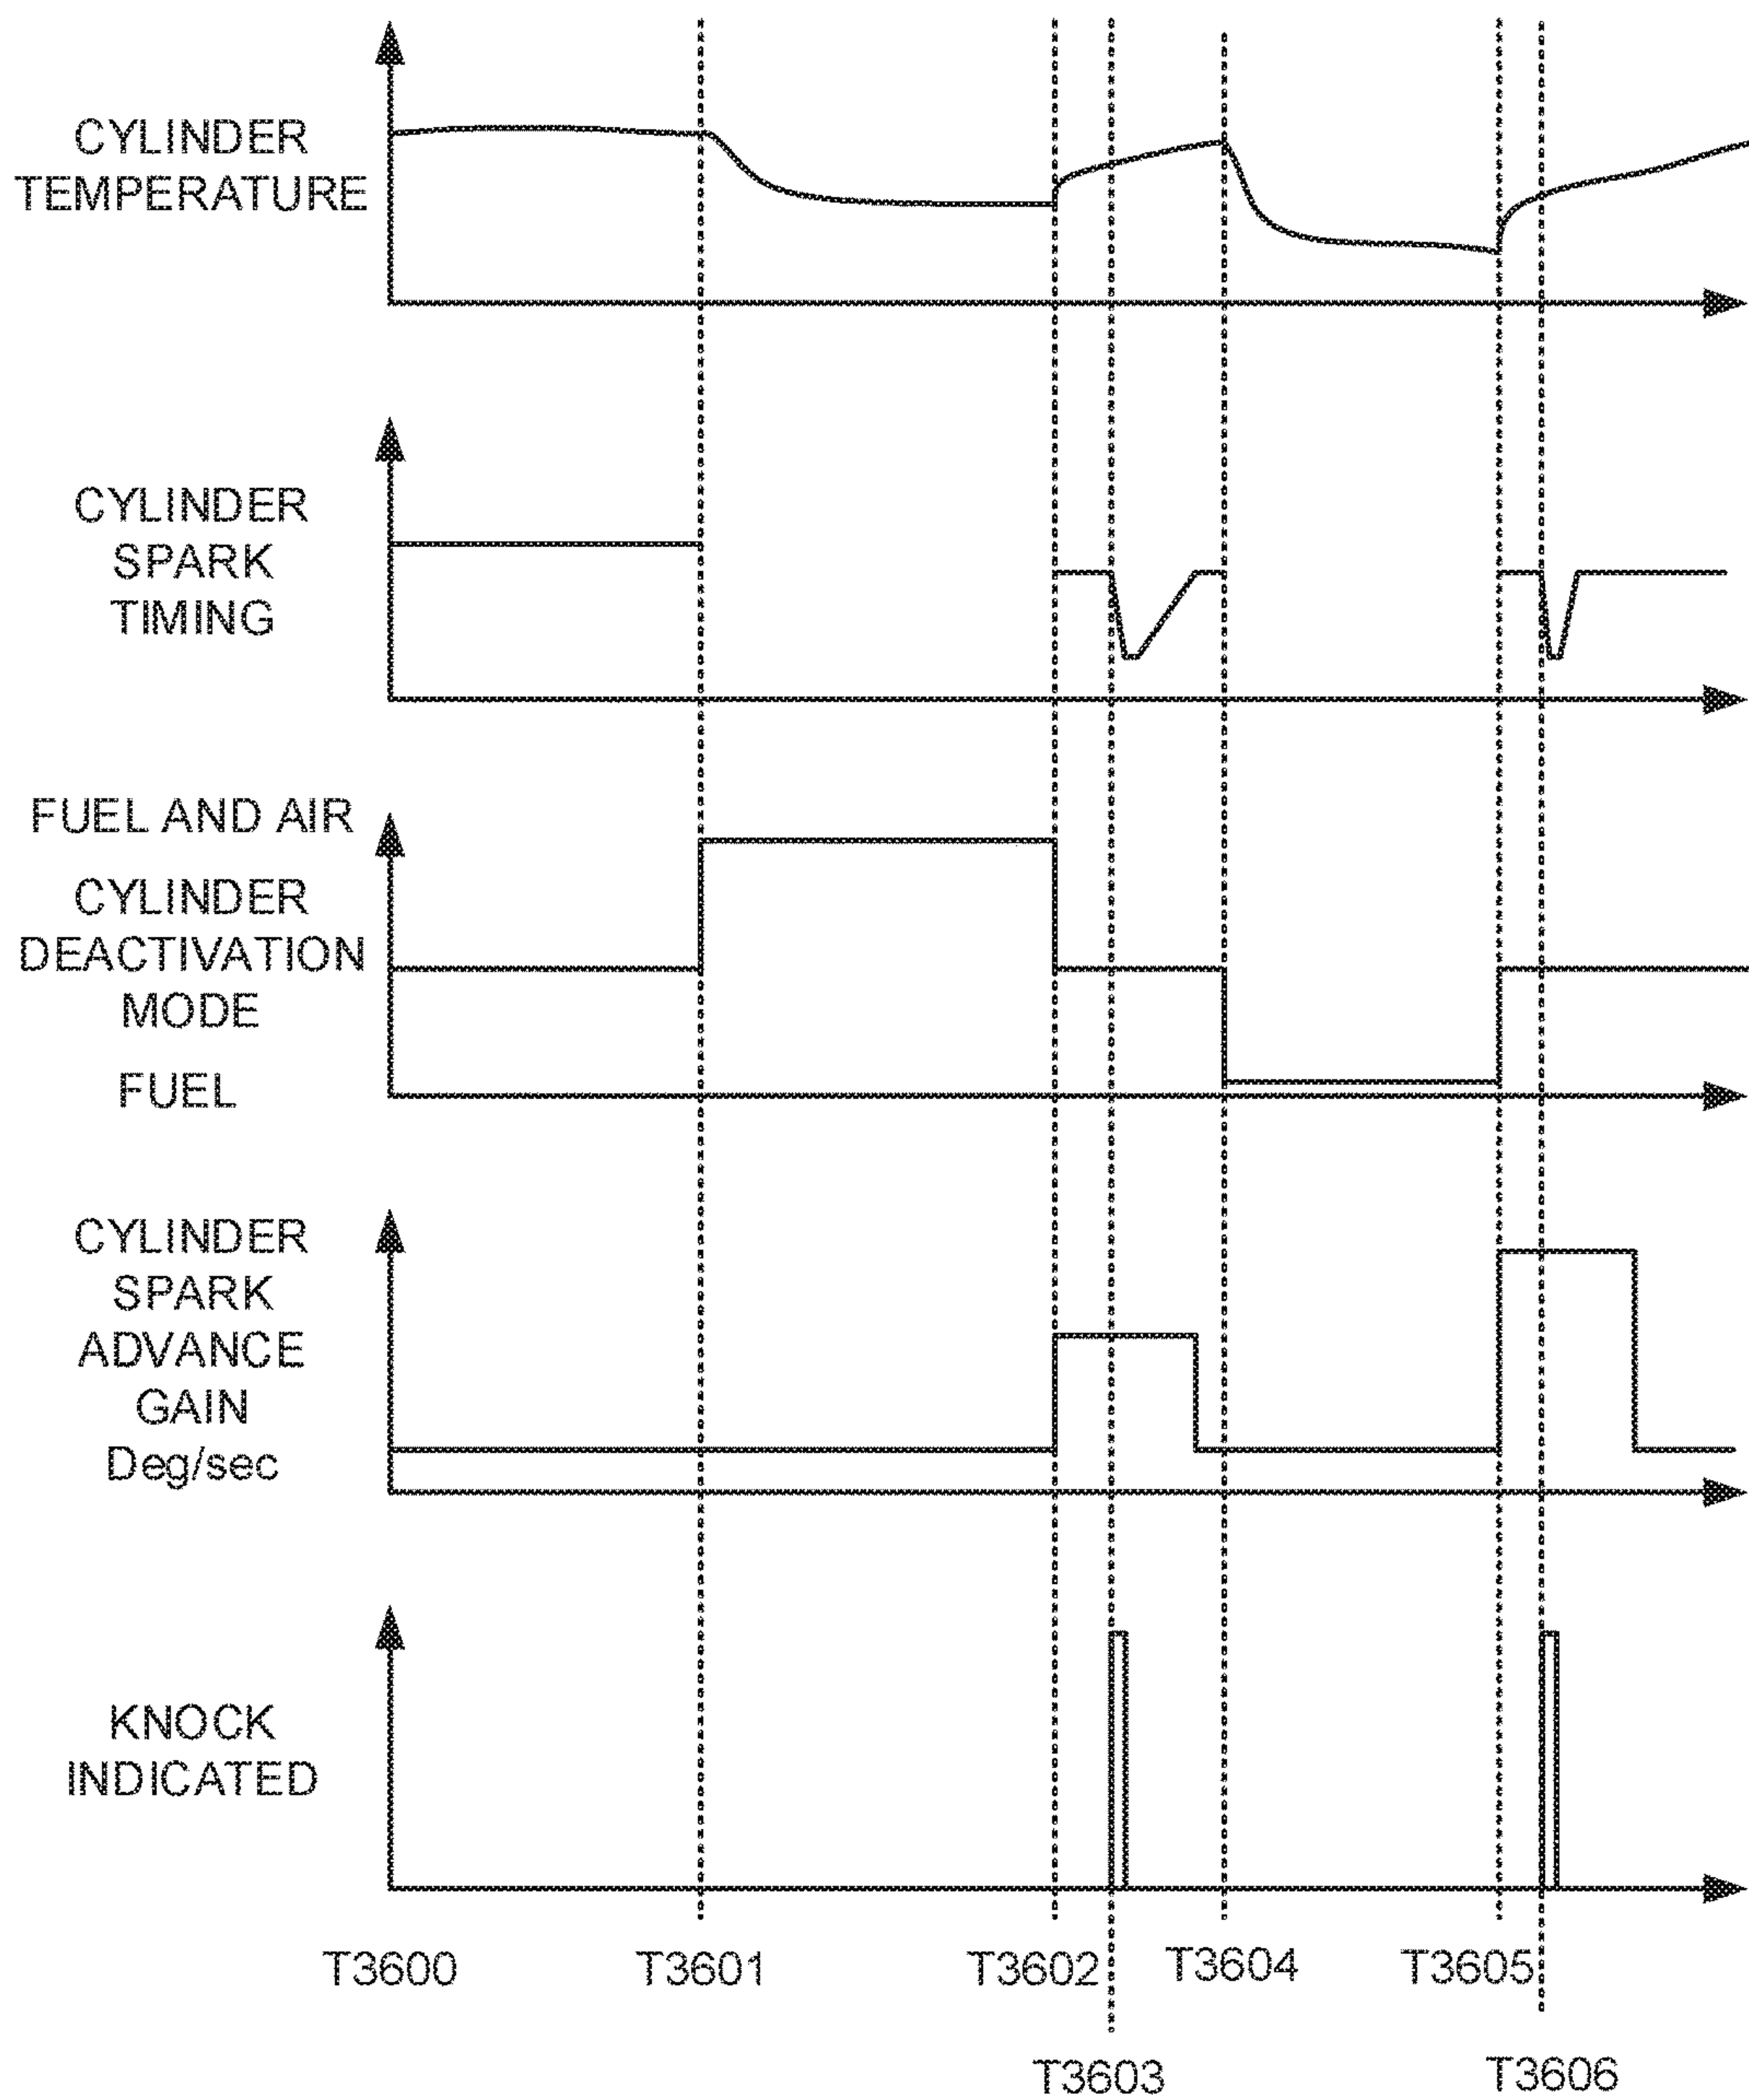 CYLINDER
TEMPERATURE
CYLINDER
SPARK
TIMING
FUEL AND AIR
CYLINDER
DEACTIVATION
MODE
FUEL
CYLINDER
SPARK
ADVANCE
GAIN
Deg/sec
KNOCK
INDICATED
T3600
T3601
T3602
T3604
T3605
T3603
T3606